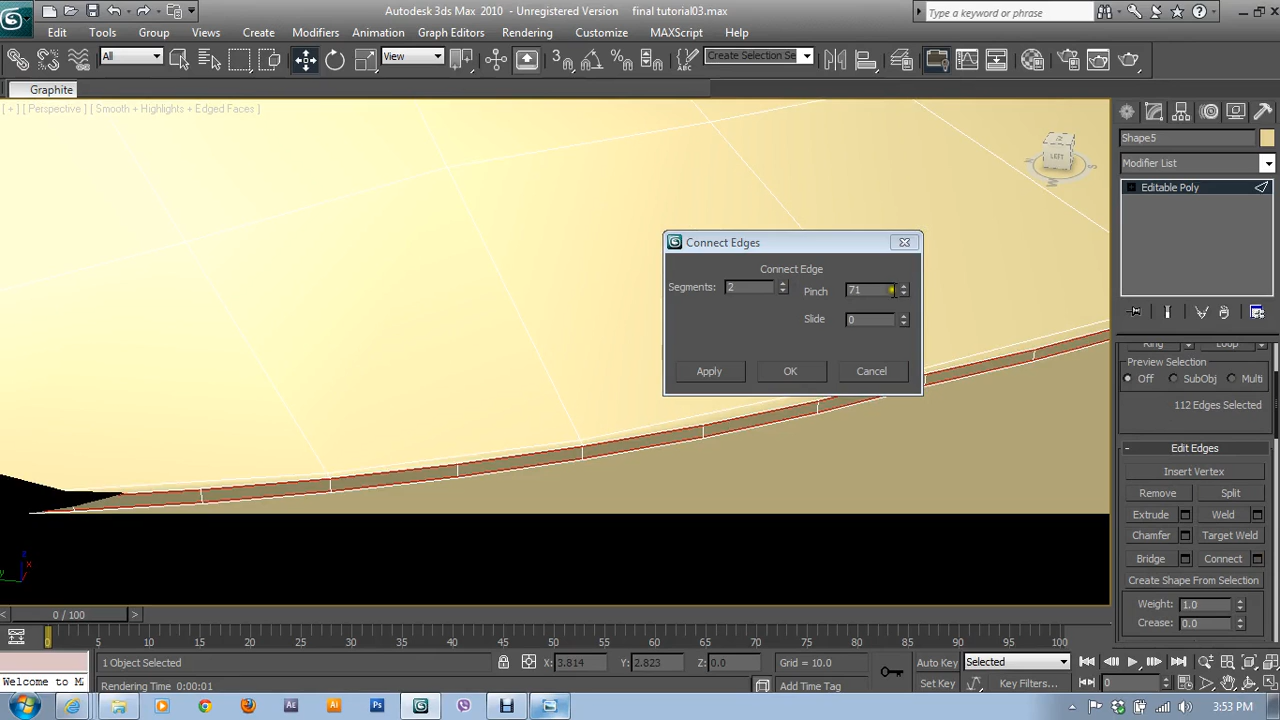 Autodesk 3ds Max 2010 - Unregistered Version final tutorial03.max
Type a keyword or phrase
Edit Tools Group Views Create Modifiers Animation Graph Editors Rendering Customize MAXScript Help
All View Create Selection Se
Graphite
[ + ] [ Perspective ] [ Smooth + Highlights + Edged Faces ]
LEFT
Shape5
Modifier List
Editable Poly
Connect Edges
Connect Edge
Segments: 2 Pinch 71
Slide 0
Apply OK Cancel
Ring Loop
Preview Selection
Off SubObj Multi
112 Edges Selected
Edit Edges
Insert Vertex
Remove Split
Extrude Weld
Chamfer Target Weld
Bridge Connect
Create Shape From Selection
Weight: 1.0
Crease: 0.0
z
x
y
0 / 100
0 5 10 15 20 25 30 35 40 45 50 55 60 65 70 75 80 85 90 95 100
1 Object Selected X: 3.814 Y: 2.823 Z: 0.0 Grid = 10.0 Auto Key Selected
Welcome to M
Rendering Time 0:00:01 Add Time Tag Set Key Key Filters... 0
3:53 PM